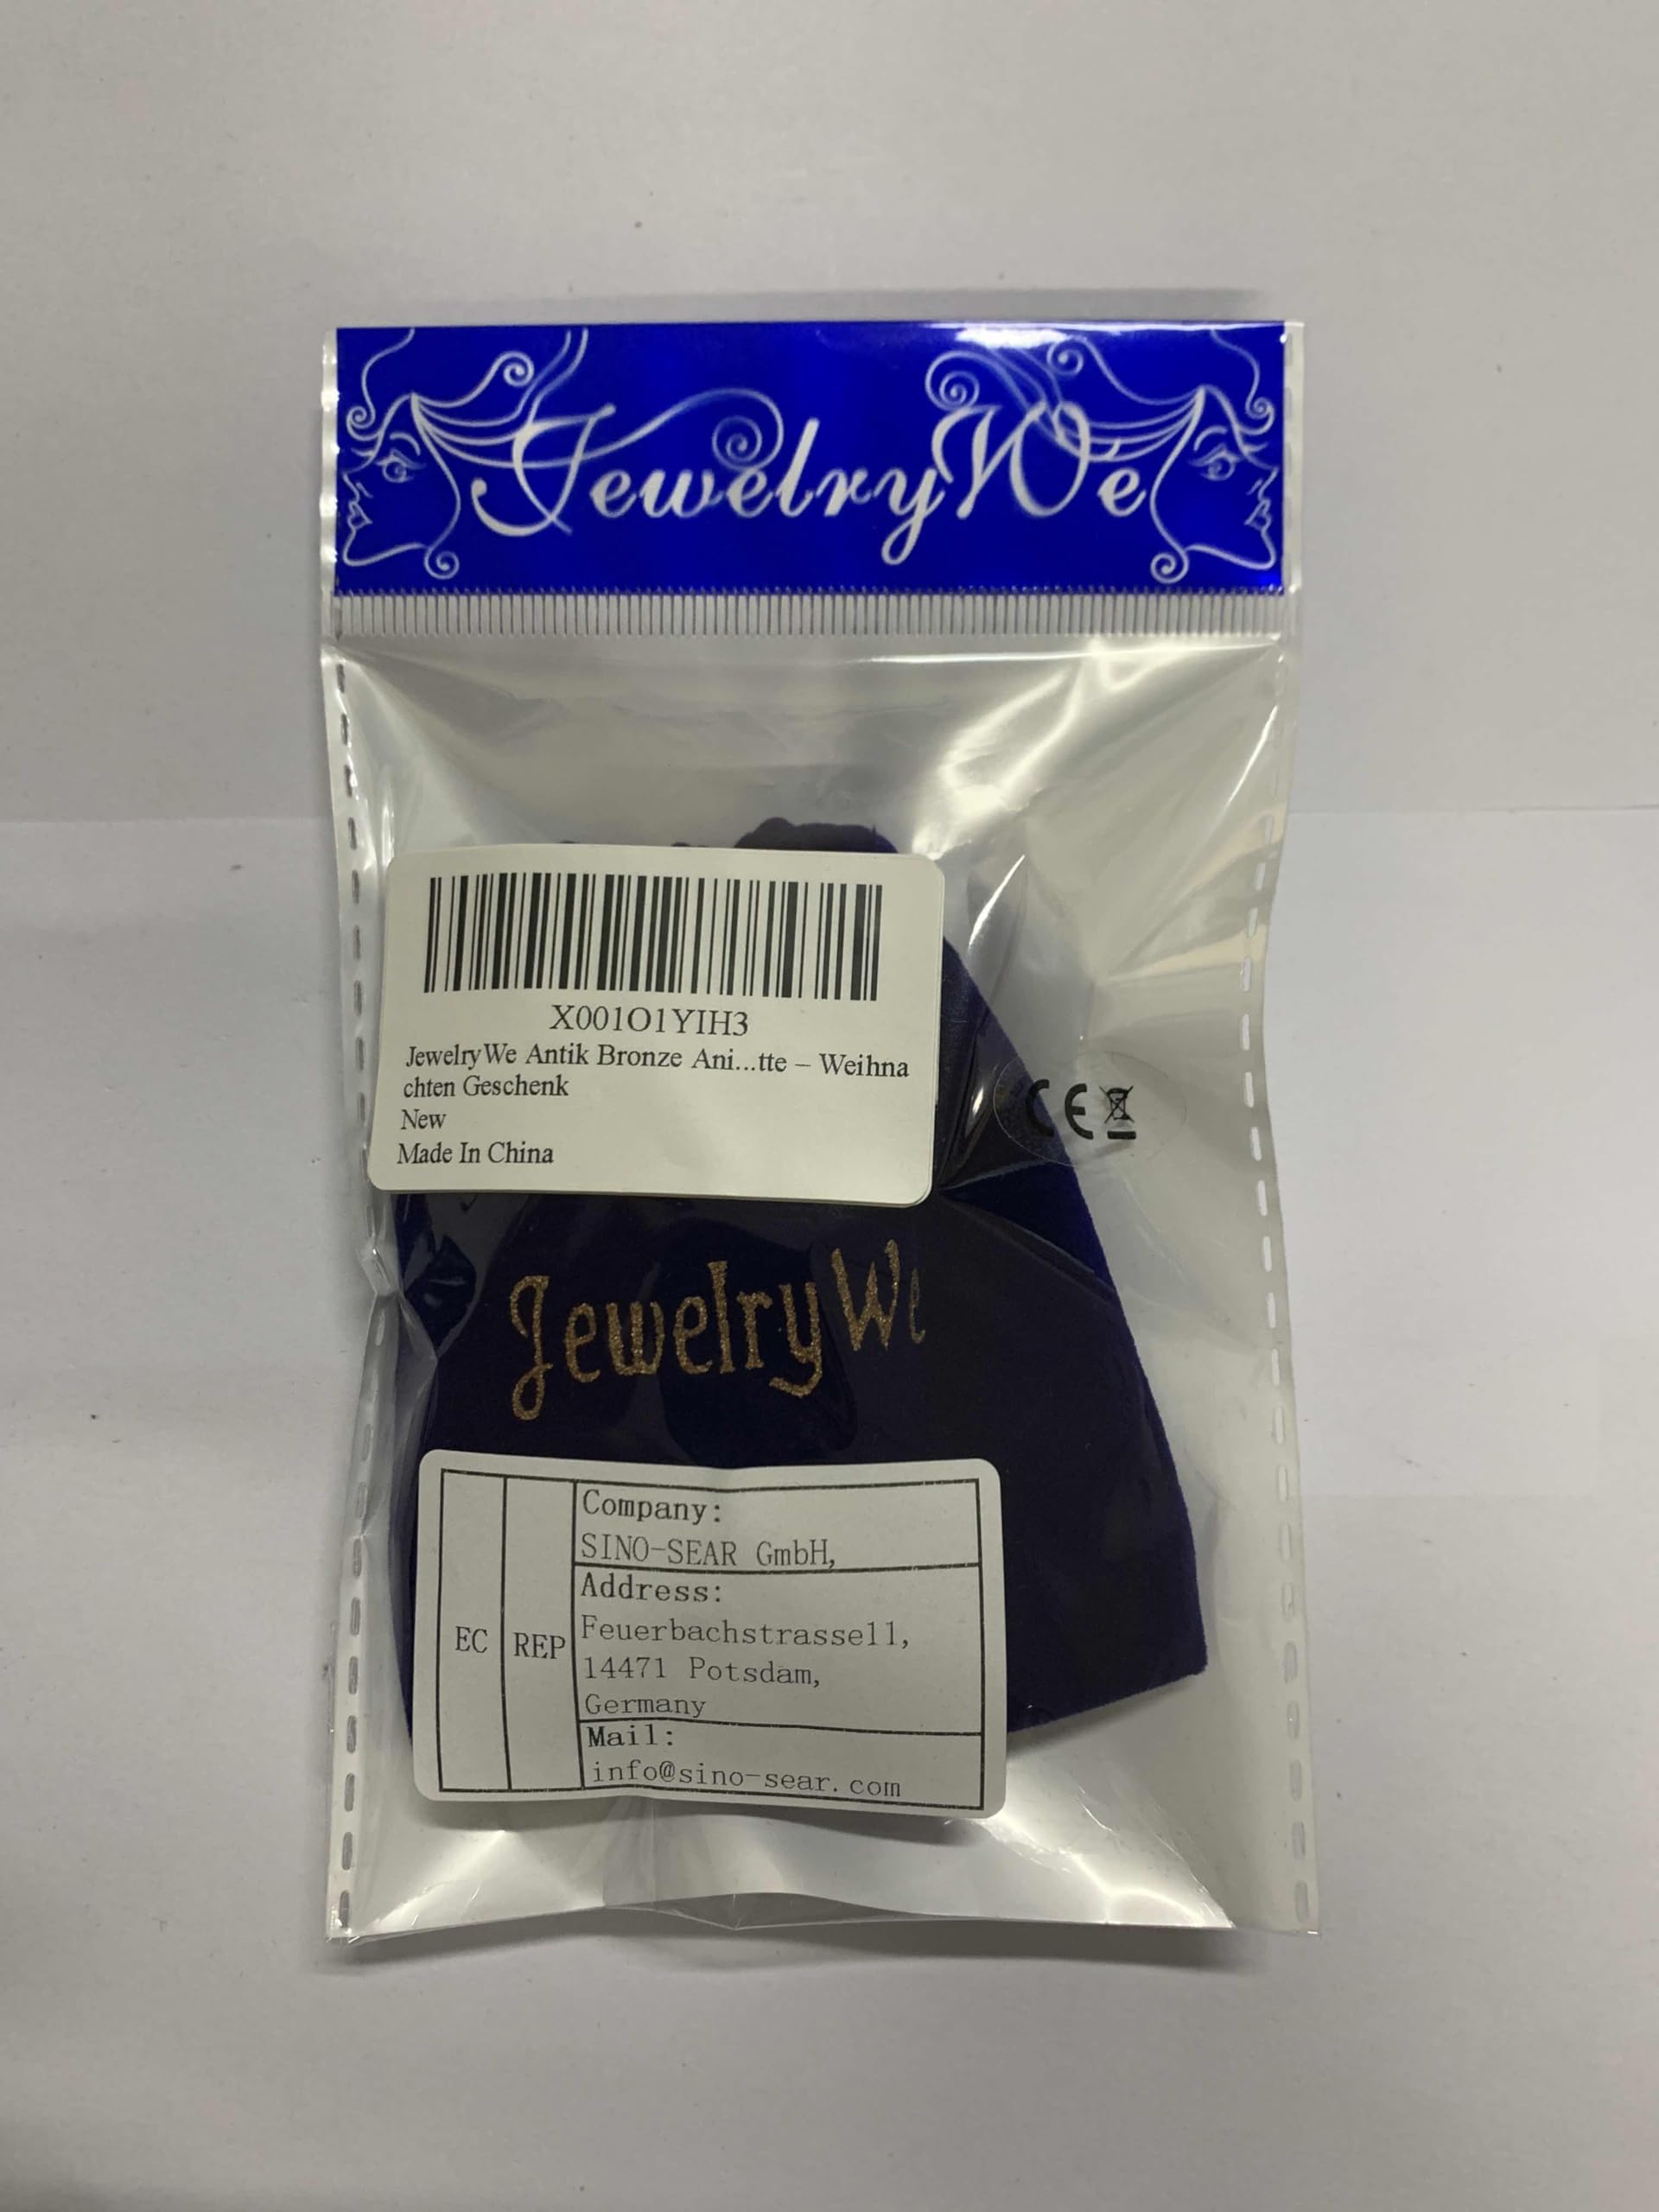 JewelryWe
X001O1YIH3
JewelryWe Antik Bronze Ani...tte – Weihna
chten Geschenk
New
Made In China
CE
JewelryWe
EC
REP
Company:
SINO-SEAR GmbH,
Address:
Feuerbachstrasse11,
14471 Potsdam,
Germany
Mail:
info@sino-sear.com